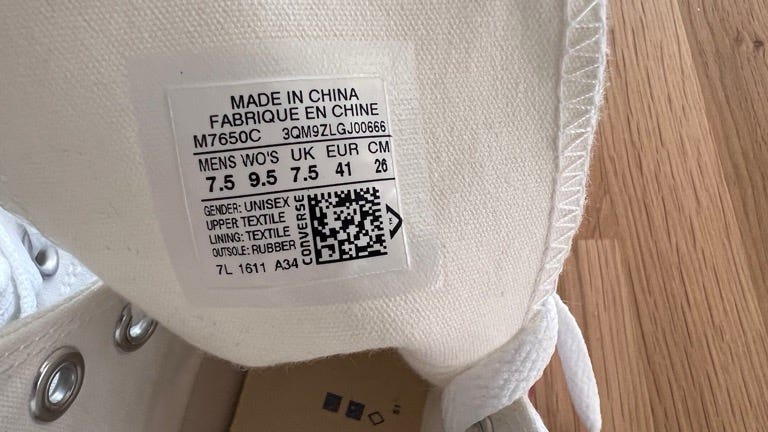 MADE IN CHINA
FABRIQUE EN CHINE
M7650C 3QM9ZLGJ00666
MENS WO'S UK EUR CM
7.5 9.5 7.5 41 26
GENDER: UNISEX
UPPER TEXTILE
LINING: TEXTILE
OUTSOLE: RUBBER
7L 1611 A34
CONVERSE